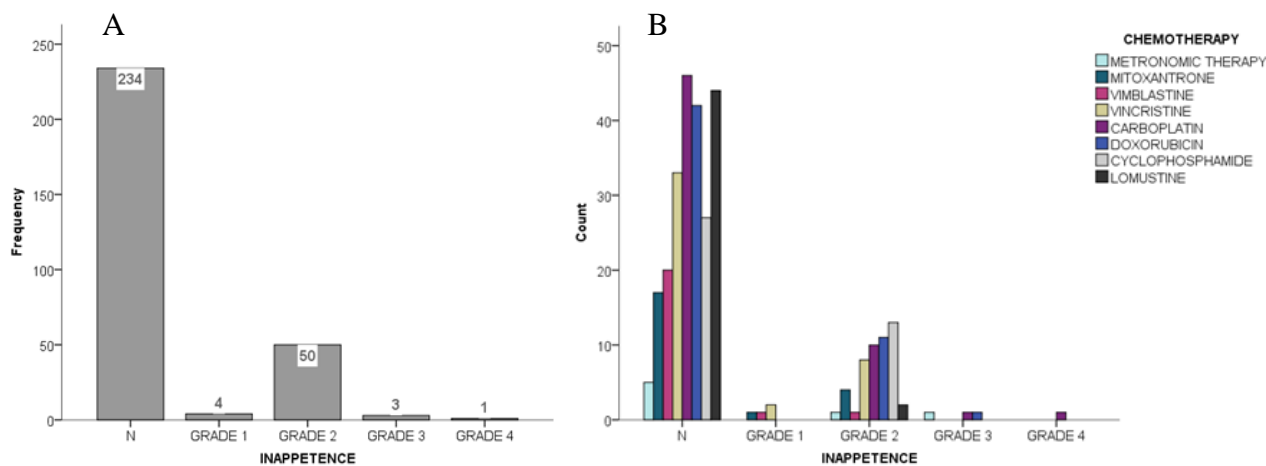 A
250
200
150
100
50
0
Frequency
234
4
50
3
1
N GRADE 1 GRADE 2 GRADE 3 GRADE 4
INAPPETENCE
B
50
40
30
20
10
0
Count
N GRADE 1 GRADE 2 GRADE 3 GRADE 4
INAPPETENCE
CHEMOTHERAPY
METRONOMIC THERAPY
MITOXANTRONE
VIMBLASTINE
VINCRISTINE
CARBOPLATIN
DOXORUBICIN
CYCLOPHOSPHAMIDE
LOMUSTINE